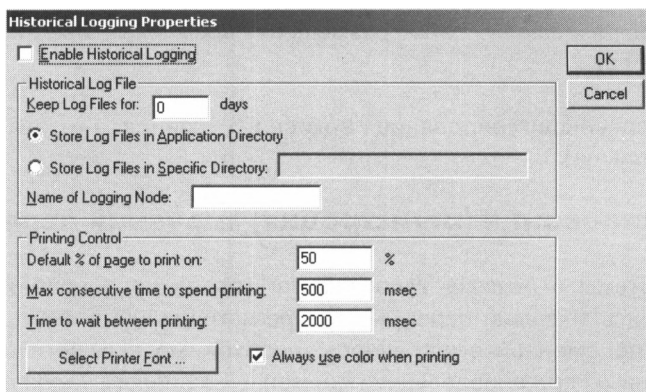 Historical Logging Properties
Enable Historical Logging
OK
Cancel
Historical Log File
Keep Log Files for: 0 days
Store Log Files in Application Directory
Store Log Files in Specific Directory:
Name of Logging Node:
Printing Control
Default % of page to print on: 50 %
Max consecutive time to spend printing: 500 msec
Time to wait between printing: 2000 msec
Select Printer Font ...
Always use color when printing